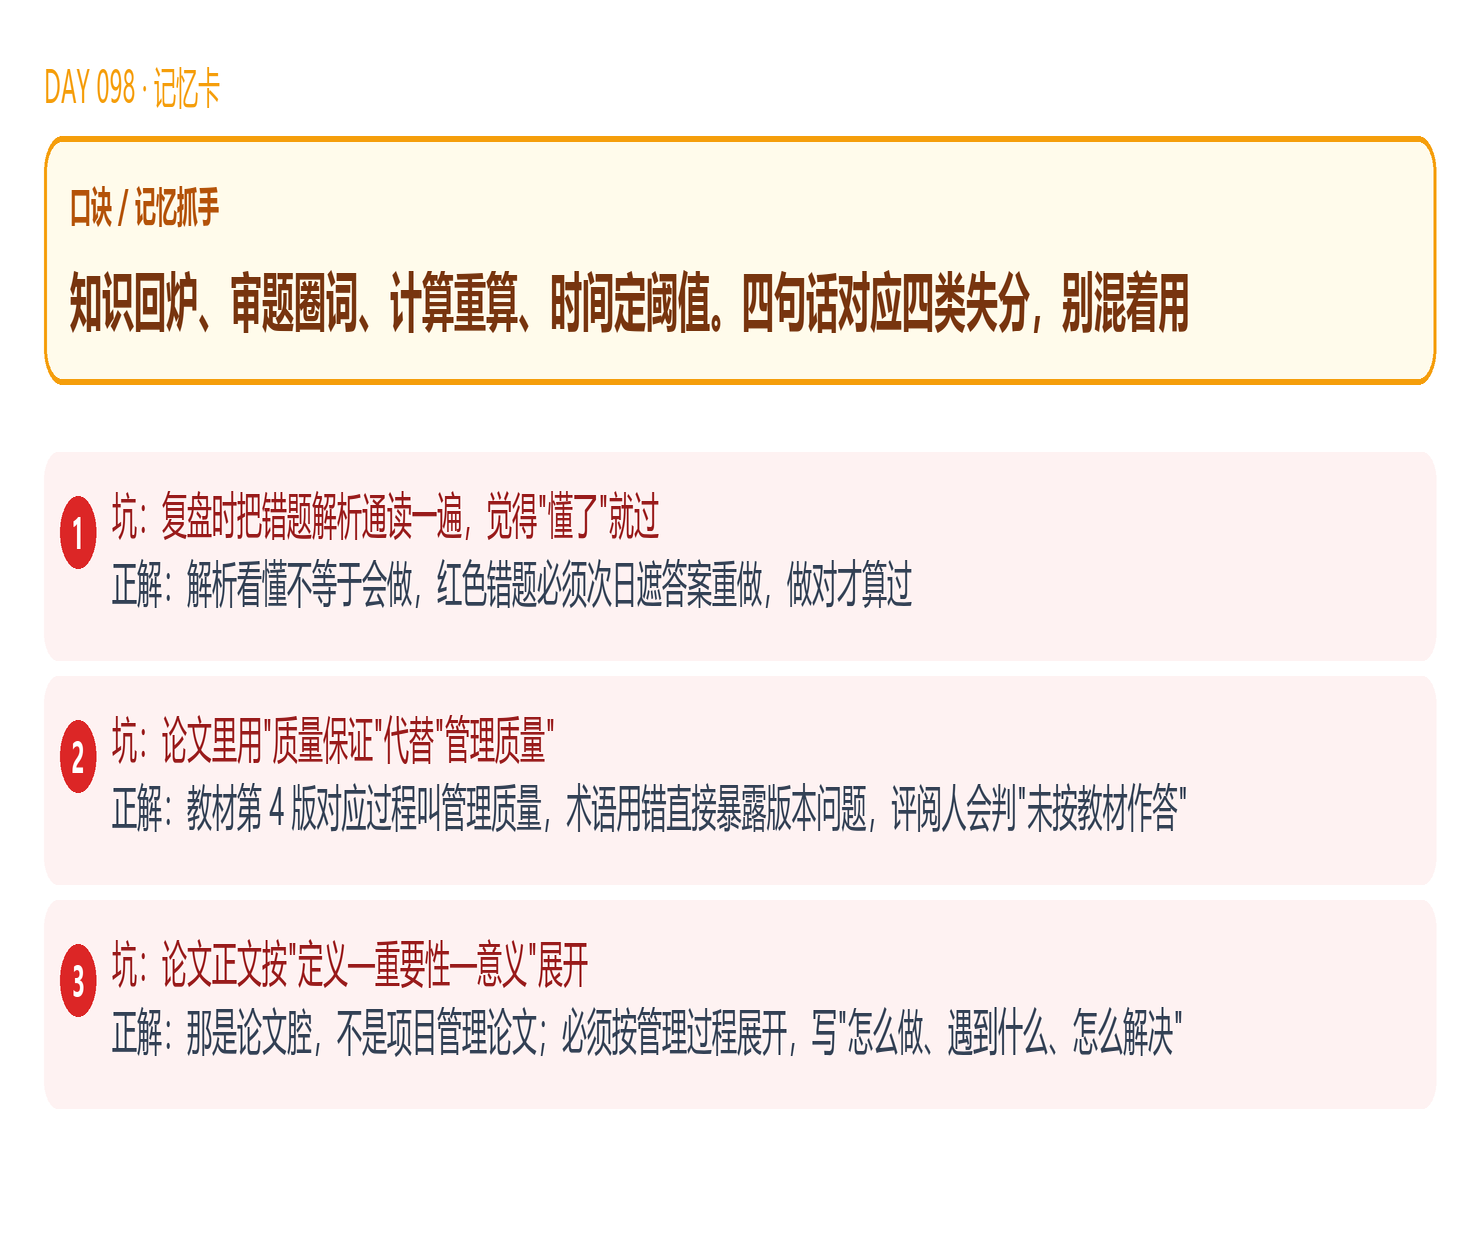 DAY 098 · 记忆卡
口诀 / 记忆抓手
知识回炉、审题圈词、计算重算、时间定阈值。四句话对应四类失分，别混着用
1
坑：复盘时把错题解析通读一遍，觉得"懂了"就过
正解：解析看懂不等于会做，红色错题必须次日遮答案重做，做对才算过
2
坑：论文里用"质量保证"代替"管理质量"
正解：教材第 4 版对应过程叫管理质量，术语用错直接暴露版本问题，评阅人会判"未按教材作答"
3
坑：论文正文按"定义—重要性—意义"展开
正解：那是论文腔，不是项目管理论文；必须按管理过程展开，写"怎么做、遇到什么、怎么解决"